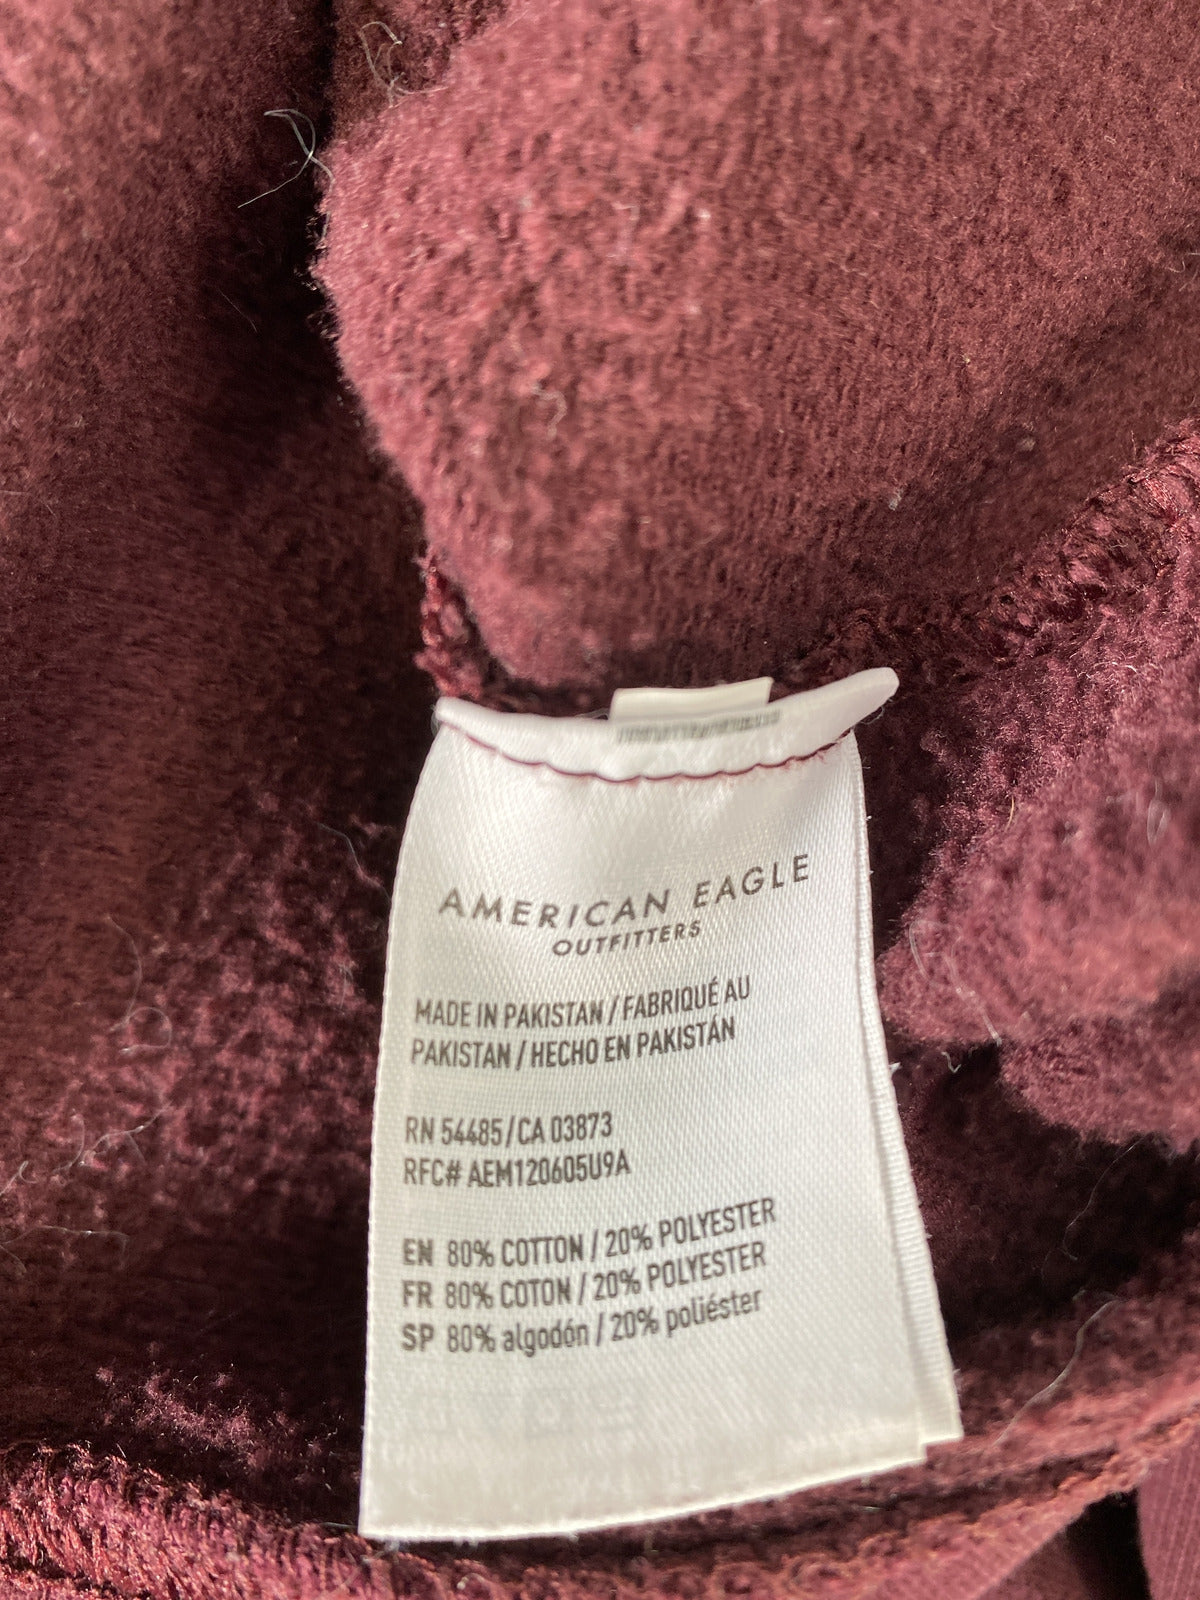 AMERICAN EAGLE
OUTFITTERS
MADE IN PAKISTAN / FABRIQUÉ AU
PAKISTAN / HECHO EN PAKISTÁN
RN 54485/CA 03873
RFC# AEM120605U9A
EN 80% COTTON / 20% POLYESTER
FR 80% COTON / 20% POLYESTER
SP 80% algodón / 20% poliéster